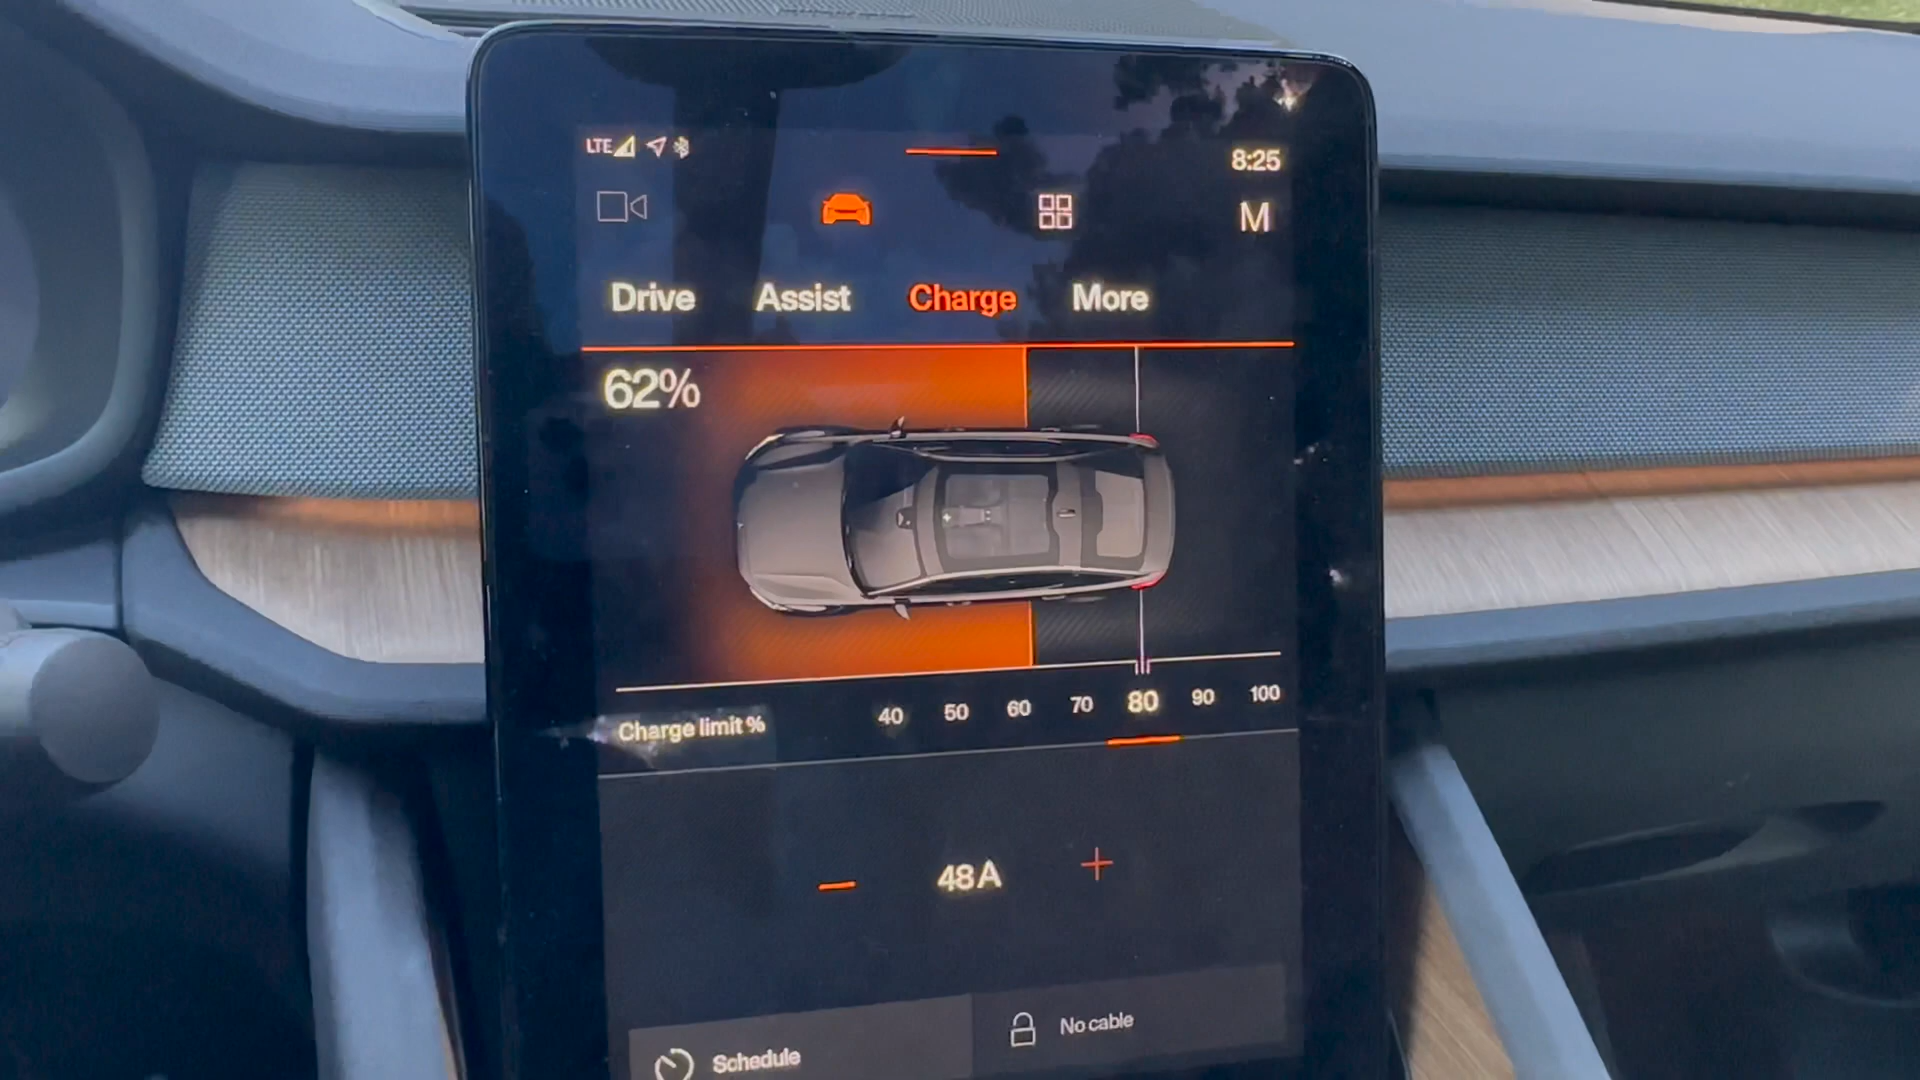 LTE
8:25
M
Drive Assist Charge More
62%
Charge limit % 40 50 60 70 80 90 100
48 A
No cable
Schedule